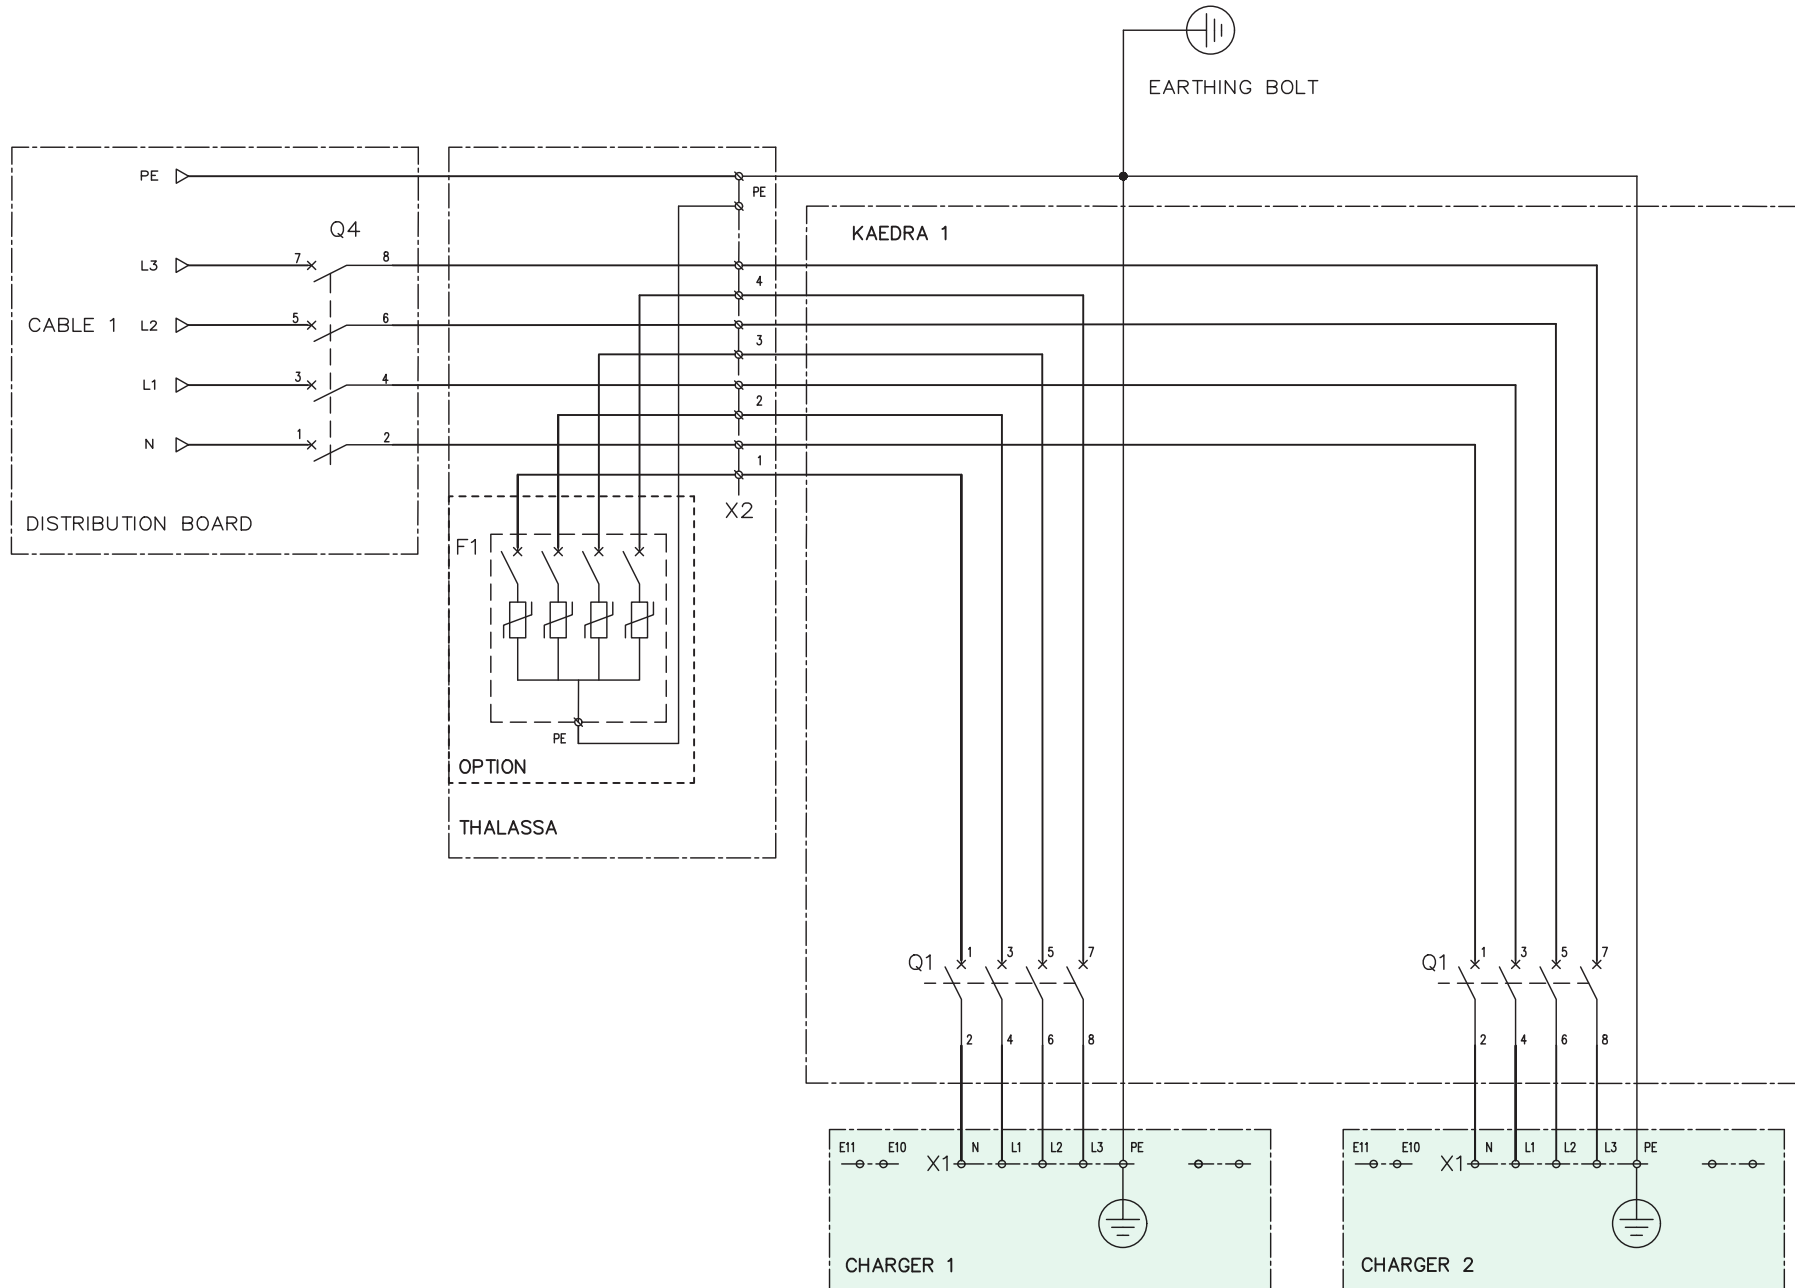 EARTHING BOLT
PE
PE
Q4
KAEDRA 1
L3 7 8
4
CABLE 1 L2 5 6
3
L1 3 4
2
N 1 2
1
X2
DISTRIBUTION BOARD
F1
PE
OPTION
THALASSA
Q1 1 3 5 7 Q1 1 3 5 7
2 4 6 8 2 4 6 8
E11 E10 N L1 L2 L3 PE E11 E10 N L1 L2 L3 PE
X1 X1
CHARGER 1 CHARGER 2